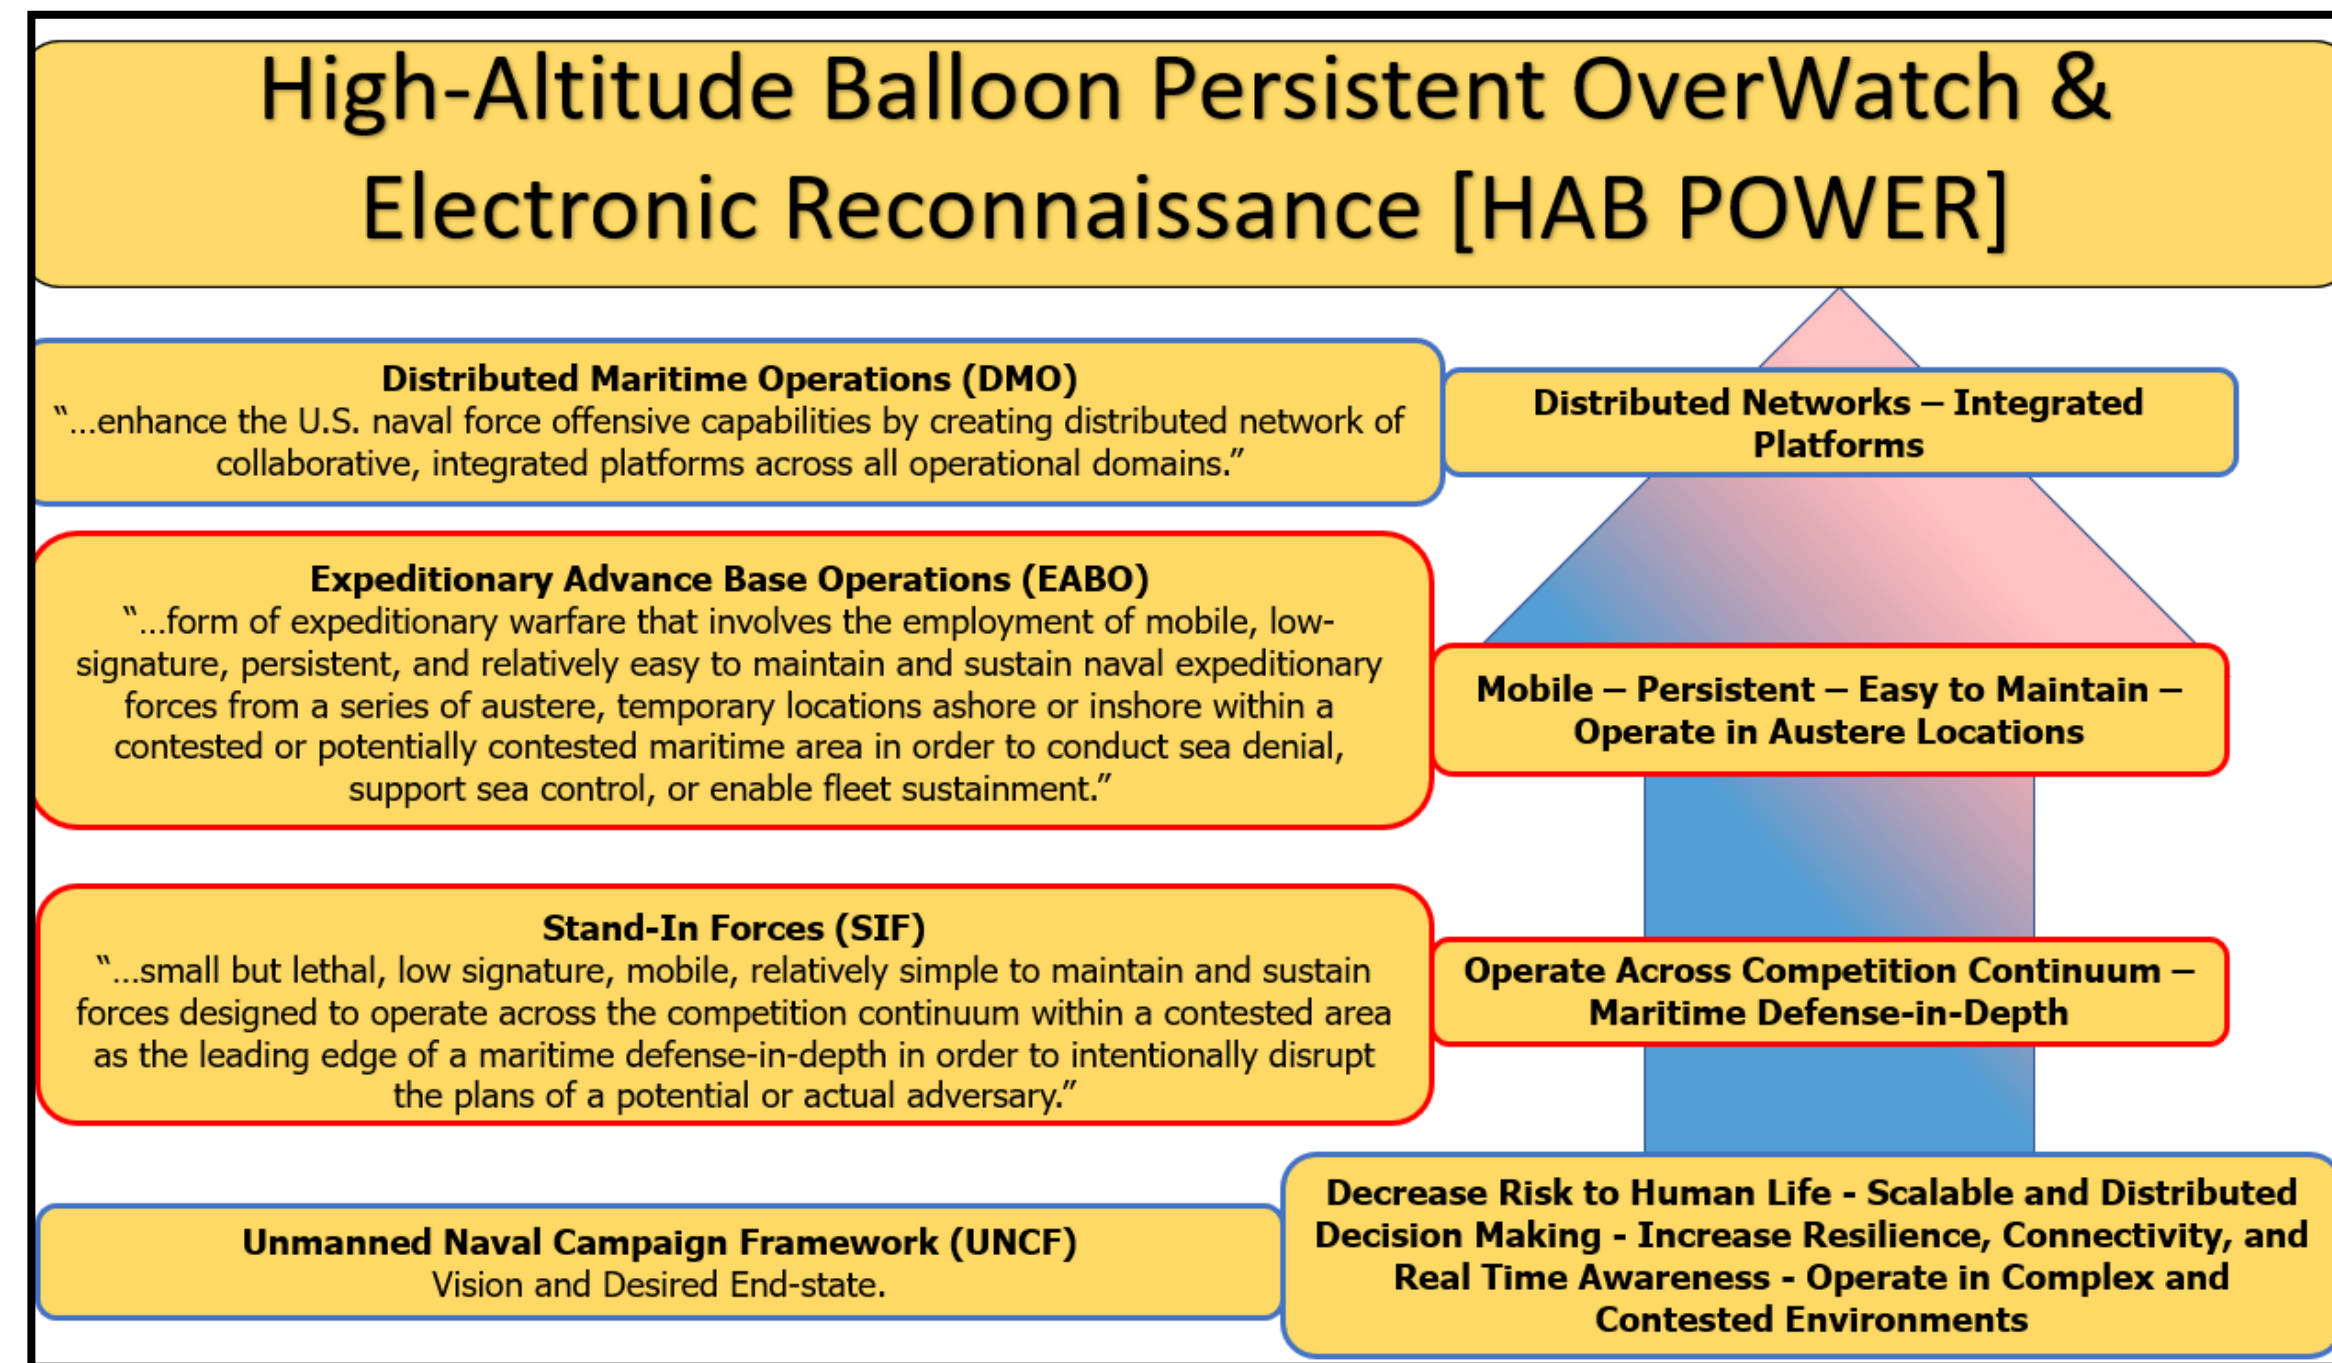 High-Altitude Balloon Persistent OverWatch &
Electronic Reconnaissance [HAB POWER]
Distributed Maritime Operations (DMO)
“...enhance the U.S. naval force offensive capabilities by creating distributed network of
collaborative, integrated platforms across all operational domains.”
Distributed Networks – Integrated
Platforms
Expeditionary Advance Base Operations (EABO)
“...form of expeditionary warfare that involves the employment of mobile, low-
signature, persistent, and relatively easy to maintain and sustain naval expeditionary
forces from a series of austere, temporary locations ashore or inshore within a
contested or potentially contested maritime area in order to conduct sea denial,
support sea control, or enable fleet sustainment.”
Mobile – Persistent – Easy to Maintain –
Operate in Austere Locations
Stand-In Forces (SIF)
“...small but lethal, low signature, mobile, relatively simple to maintain and sustain
forces designed to operate across the competition continuum within a contested area
as the leading edge of a maritime defense-in-depth in order to intentionally disrupt
the plans of a potential or actual adversary.”
Operate Across Competition Continuum –
Maritime Defense-in-Depth
Unmanned Naval Campaign Framework (UNCF)
Vision and Desired End-state.
Decrease Risk to Human Life - Scalable and Distributed
Decision Making - Increase Resilience, Connectivity, and
Real Time Awareness - Operate in Complex and
Contested Environments